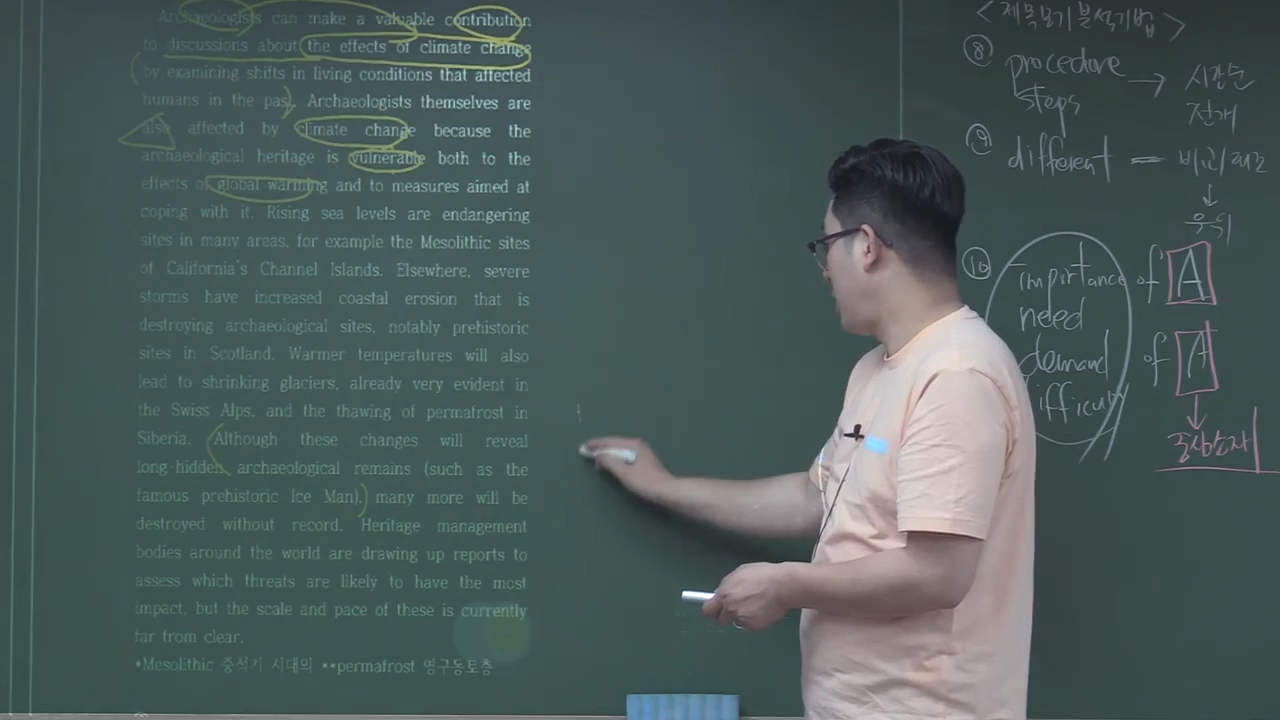 Archaeologists can make a valuable contribution
to discussions about the effects of climate change
by examining shifts in living conditions that affected
humans in the past. Archaeologists themselves are
also affected by climate change because the
archaeological heritage is vulnerable both to the
effects of global warming and to measures aimed at
coping with it. Rising sea levels are endangering
sites in many areas, for example the Mesolithic sites
of California's Channel Islands. Elsewhere, severe
storms have increased coastal erosion that is
destroying archaeological sites, notably prehistoric
sites in Scotland. Warmer temperatures will also
lead to shrinking glaciers, already very evident in
the Swiss Alps, and the thawing of permafrost in
Siberia. Although these changes will reveal
long-hidden archaeological remains (such as the
famous prehistoric Ice Man), many more will be
destroyed without record. Heritage management
bodies around the world are drawing up reports to
assess which threats are likely to have the most
impact, but the scale and pace of these is currently
far from clear.
*Mesolithic 중석기 시대의 **permafrost 영구동토층
<제목보기분석기법>
⑧ procedure → 시간순
steps 전개
⑨ different = 비교대조
↓
우위
⑩ importance of A
need
demand of A
difficulty
↓
중심소재